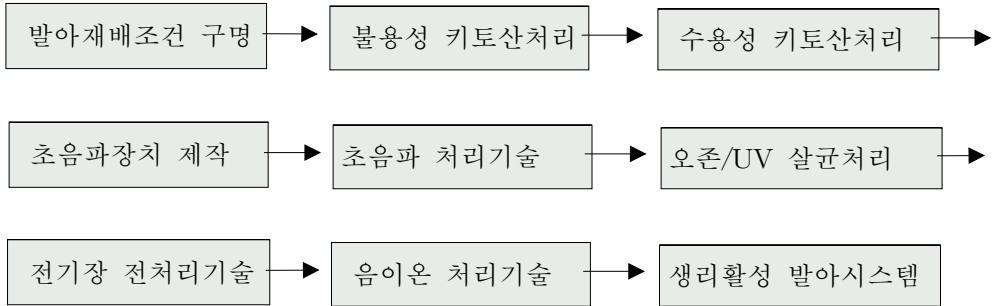 발아재배조건 구명
불용성 키토산처리
수용성 키토산처리
초음파장치 제작
초음파 처리기술
오존/UV 살균처리
전기장 전처리기술
음이온 처리기술
생리활성 발아시스템